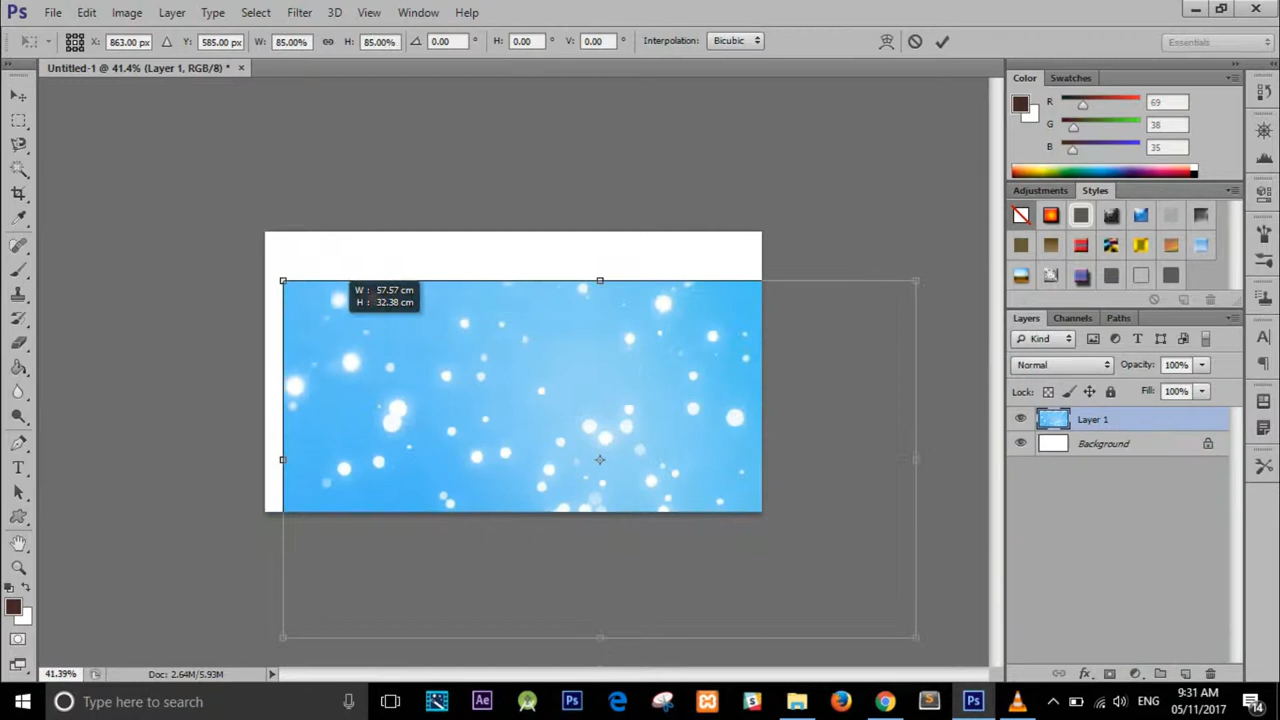 Ps File Edit Image Layer Type Select Filter 3D View Window Help
X: 863.00 px Y: 585.00 px W: 85.00% H: 85.00% 0.00 ° H: 0.00 ° V: 0.00 ° Interpolation: Bicubic Essentials
Untitled-1 @ 41.4% (Layer 1, RGB/8) * ×
Color Swatches
R 69
G 38
B 35
Adjustments Styles
W : 57.57 cm
H : 32.38 cm
Layers Channels Paths
Kind
Normal Opacity: 100%
Lock: Fill: 100%
Layer 1
Background
41.39% Doc: 2.64M/5.93M
Type here to search Ae Ps S S Ps ENG 9:31 AM
05/11/2017 14